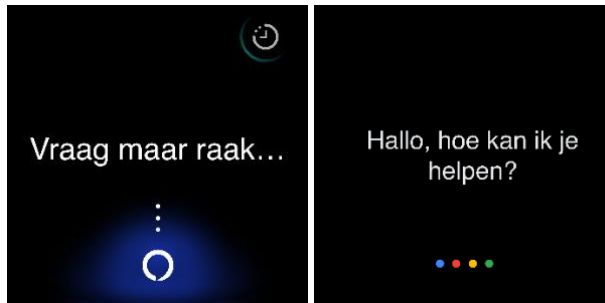 Vraag maar raak...
Hallo, hoe kan ik je
helpen?